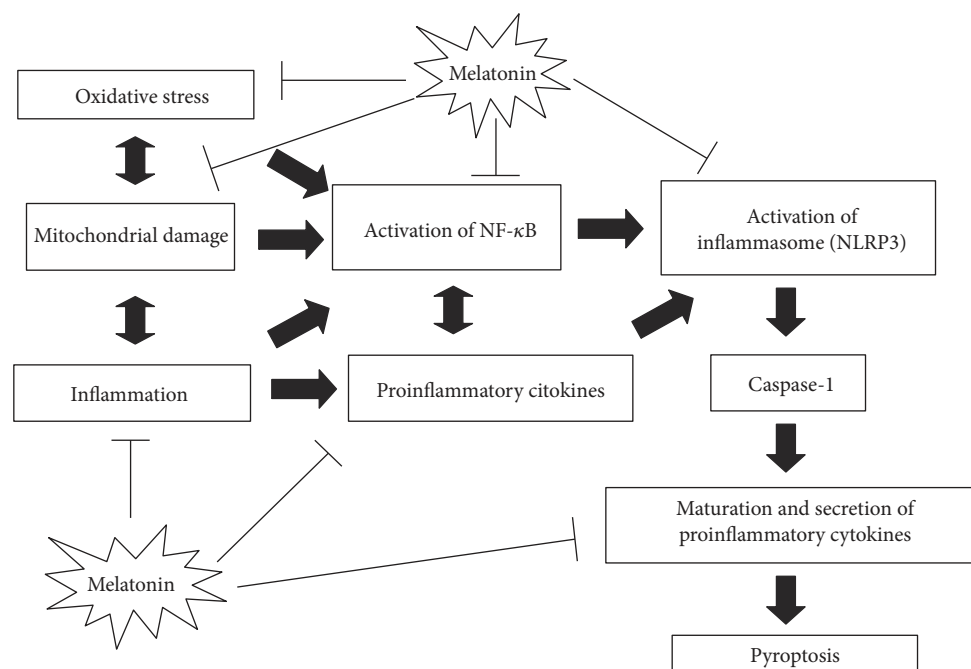 Melatonin
Oxidative stress
Mitochondrial damage
Activation of NF-κB
Activation of
inflammasome (NLRP3)
Inflammation
Proinflammatory citokines
Caspase-1
Maturation and secretion of
proinflammatory cytokines
Melatonin
Pyroptosis